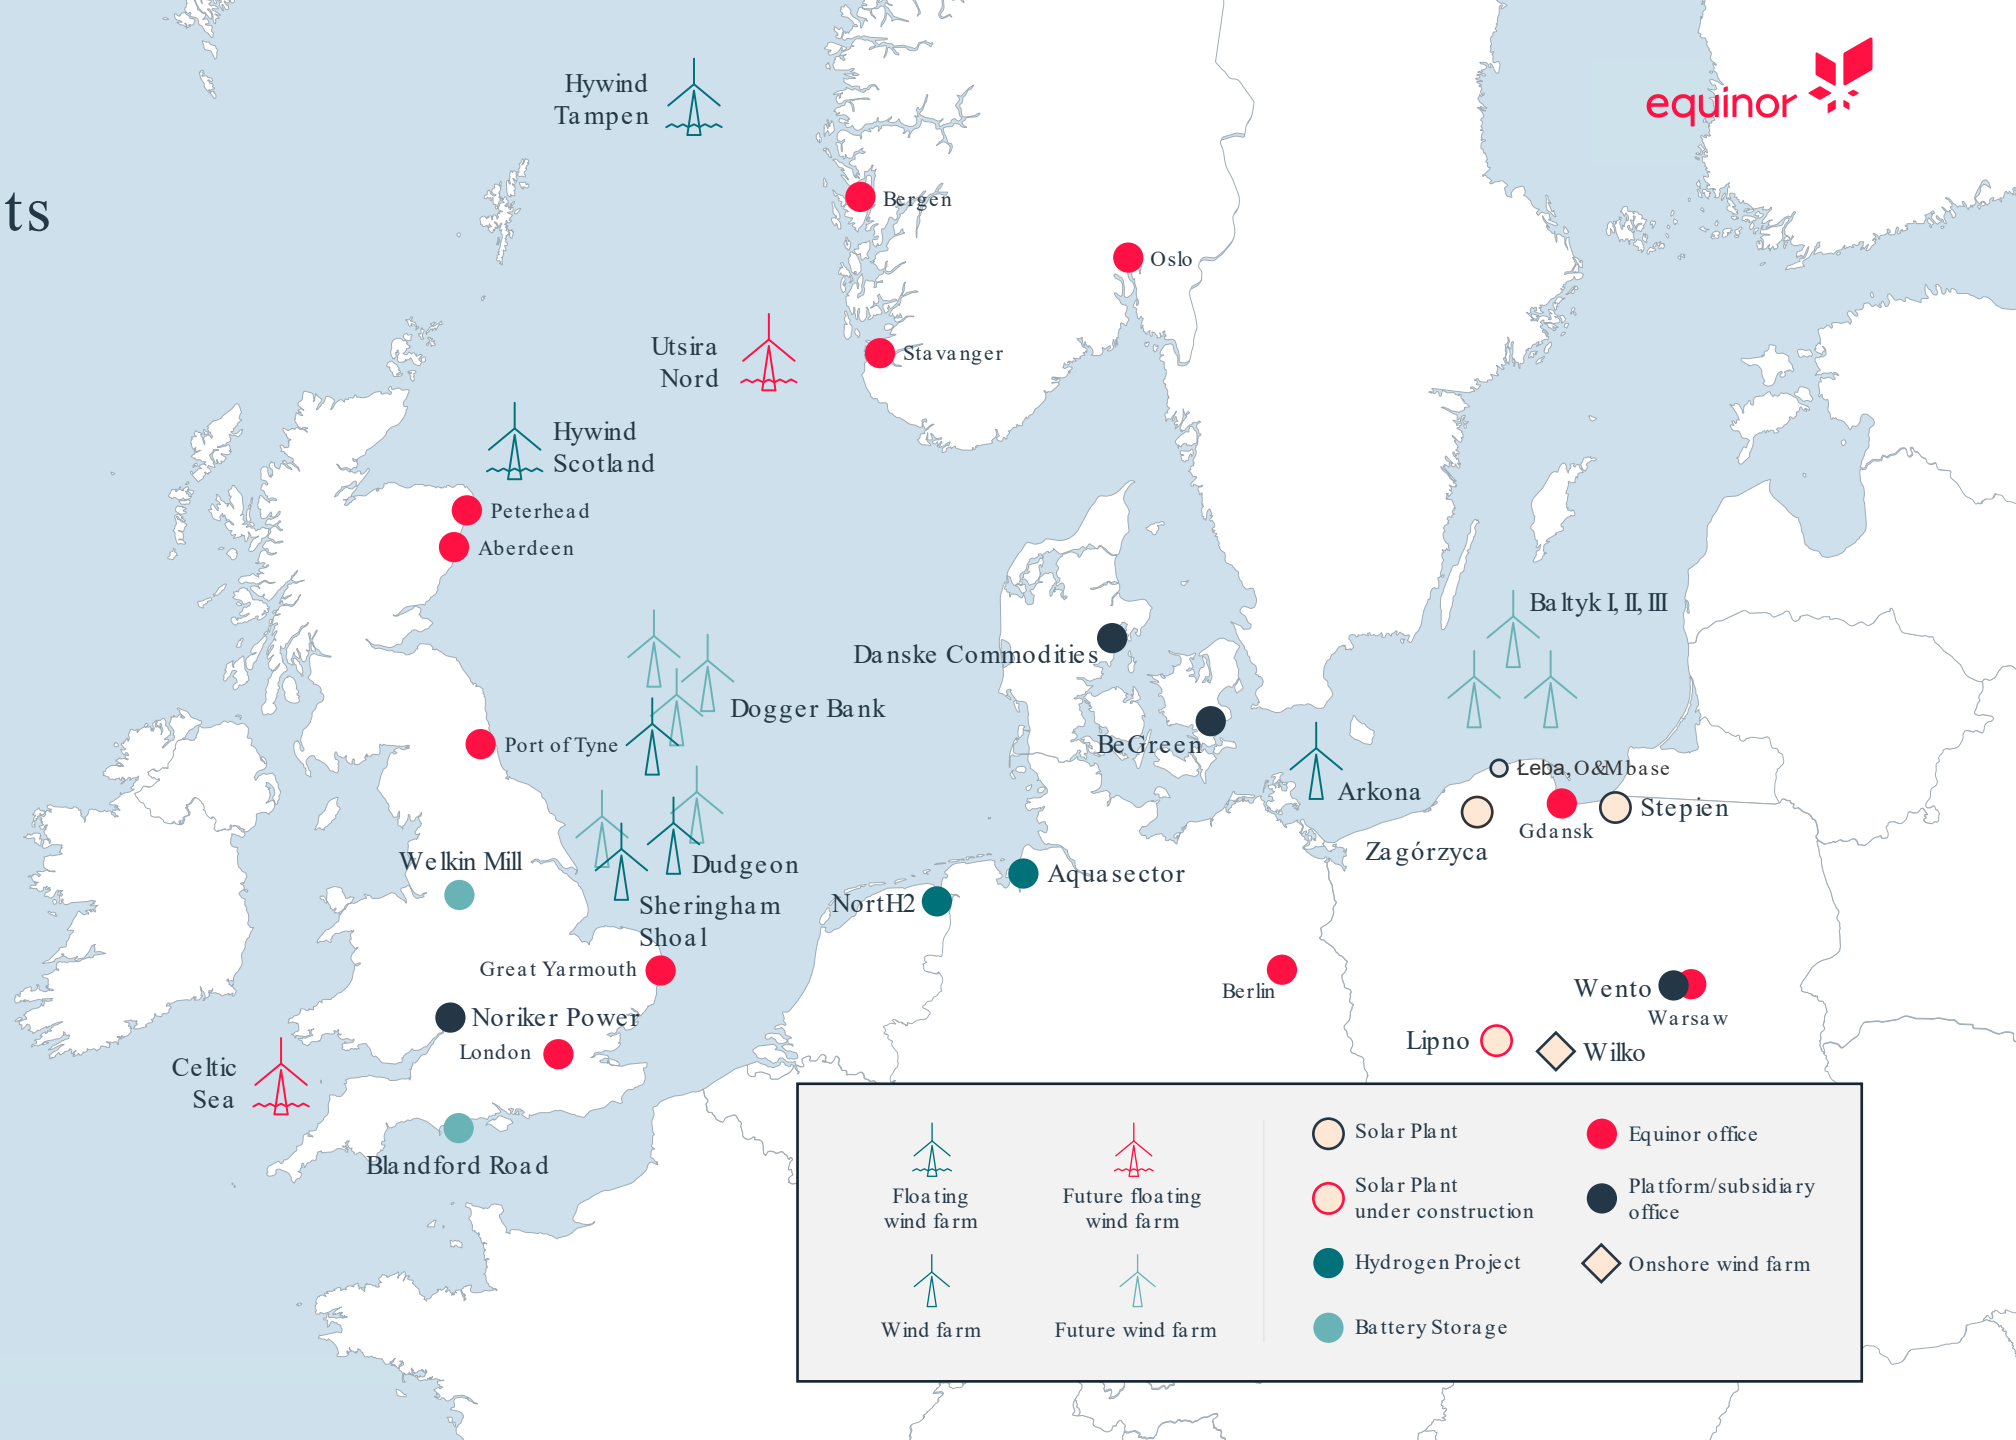 equinor
Hywind
Tampen
ts
Bergen
Oslo
Utsira
Nord
Stavanger
Hywind
Scotland
Peterhead
Aberdeen
Baltyk I, II, III
Danske Commodities
Dogger Bank
Port of Tyne
BeGreen
Łeba, O&M base
Arkona
Stepien
Gdansk
Zagórzyca
Welkin Mill
Dudgeon
Aquasector
NortH2
Sheringham
Shoal
Great Yarmouth
Berlin
Wento
Warsaw
Noriker Power
London
Lipno
Wilko
Celtic
Sea
Blandford Road
Floating
wind farm
Future floating
wind farm
Wind farm
Future wind farm
Solar Plant
Solar Plant
under construction
Hydrogen Project
Battery Storage
Equinor office
Platform/subsidiary
office
Onshore wind farm